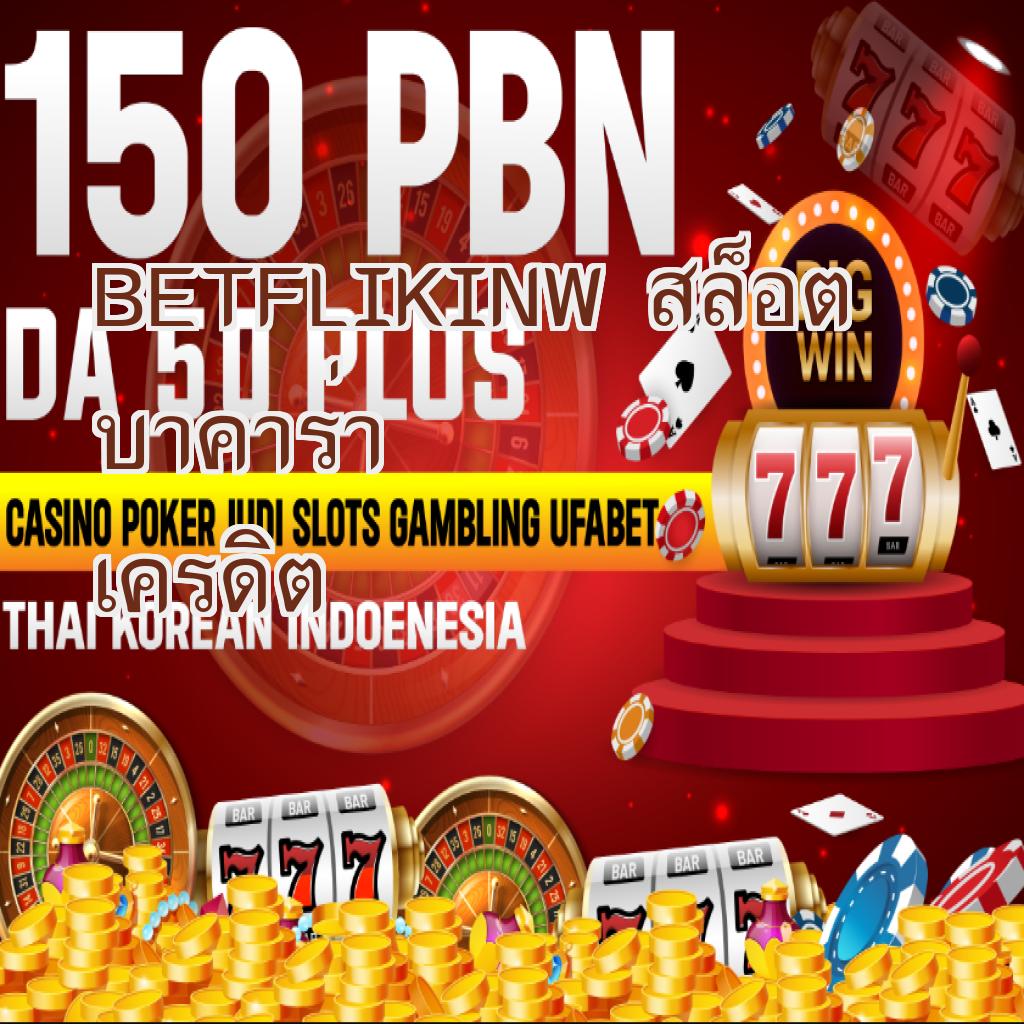 150 PBN
BETFLIKINW สล็อต
BIG
WIN
DA 50 PLUS
บาคารา
777
CASINO POKER JUDI SLOTS GAMBLING UFABET
เครดิต
THAI KOREAN INDOENESIA
BAR BAR BAR
777
BAR BAR BAR